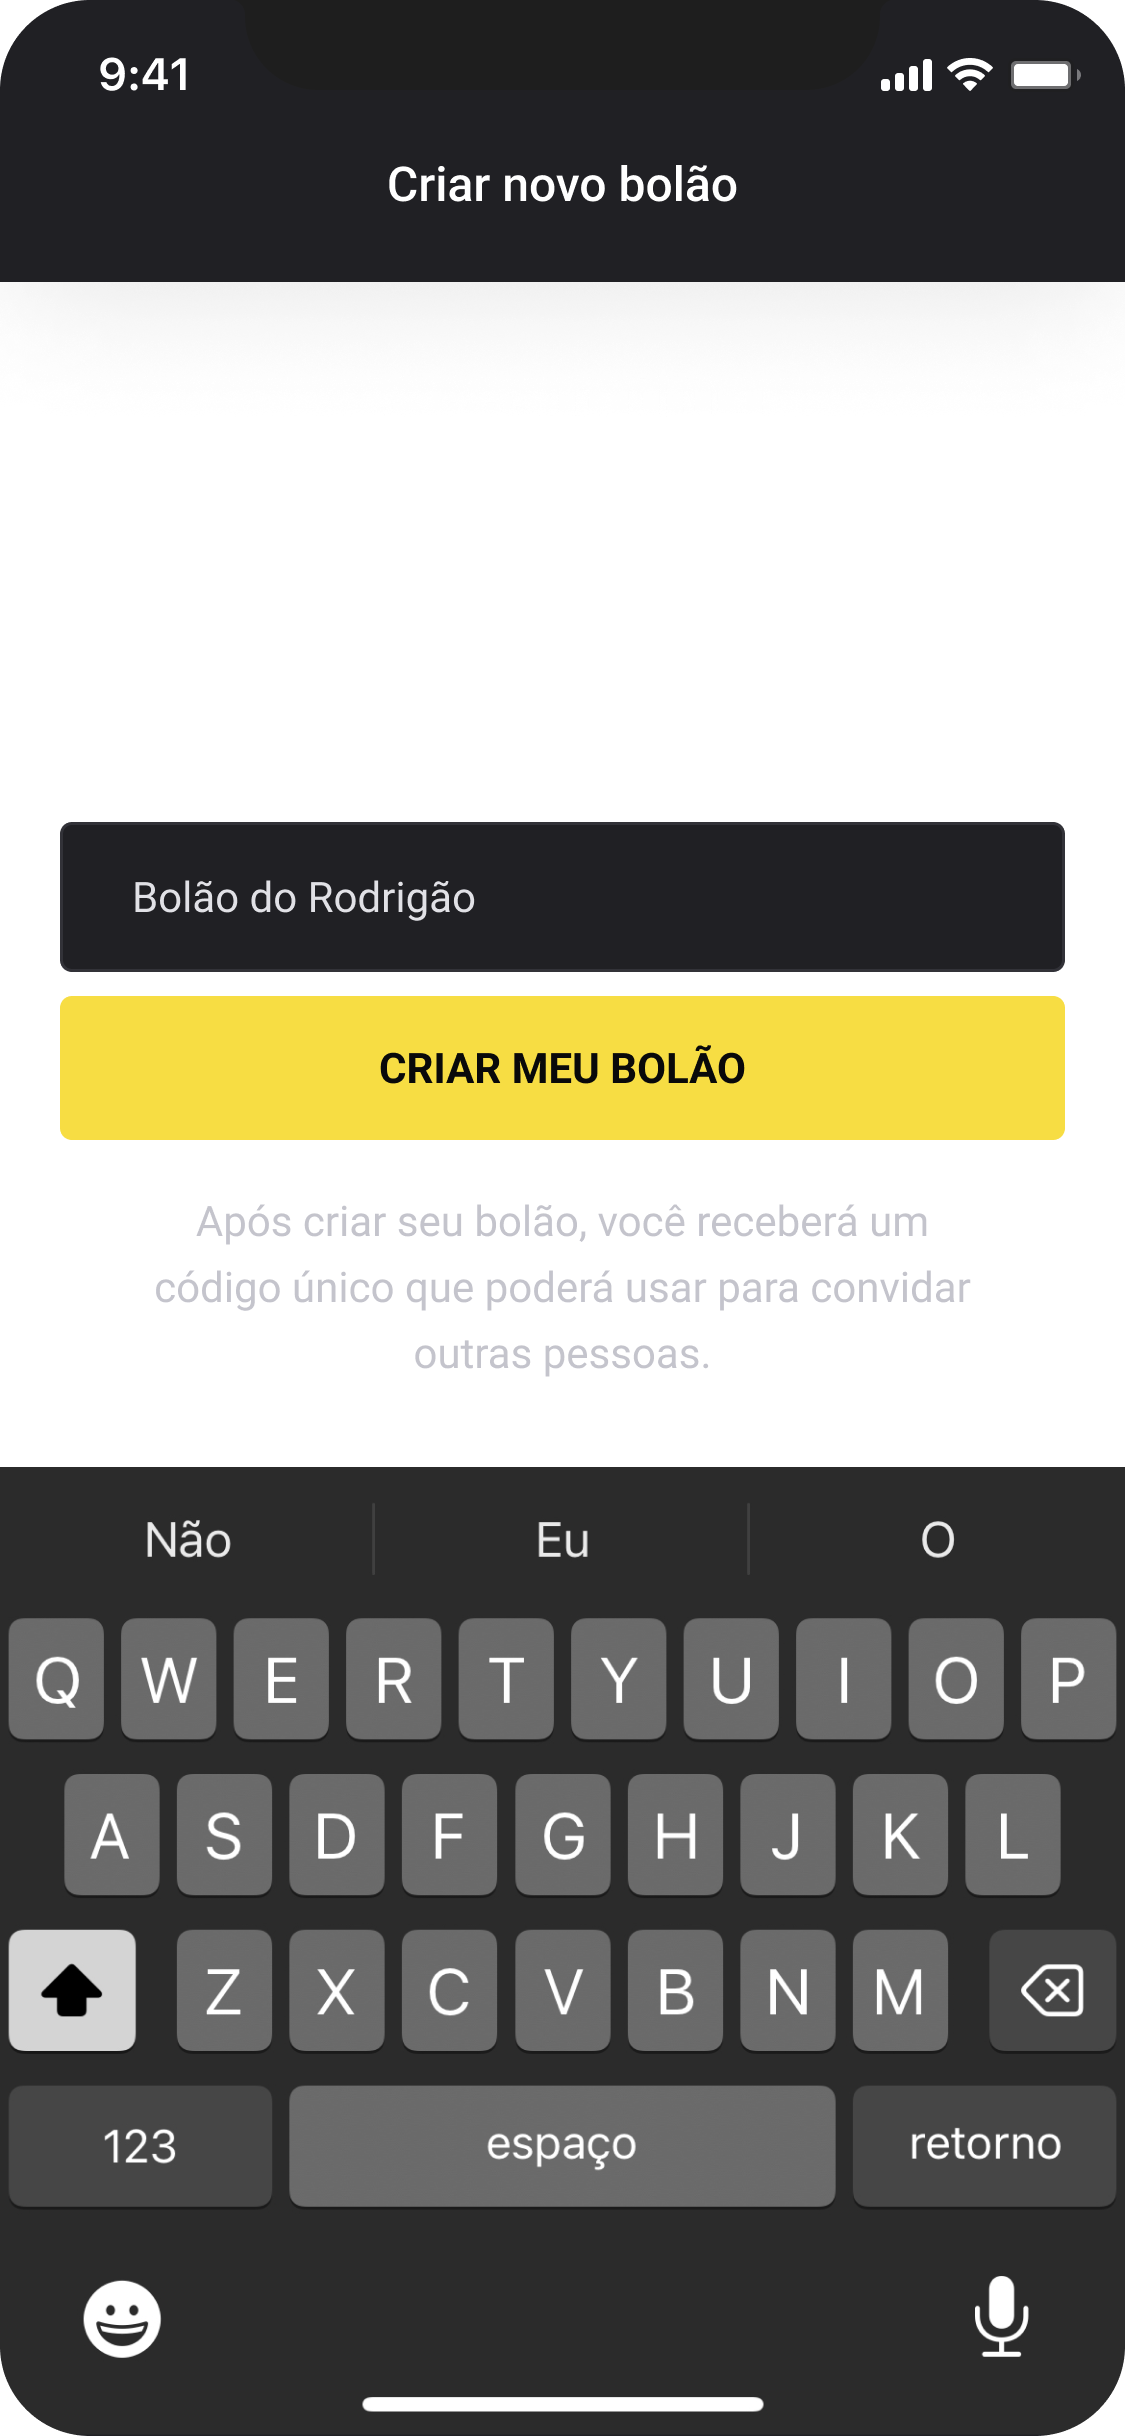 9:41
Criar novo bolão
Bolão do Rodrigão
CRIAR MEU BOLÃO
Após criar seu bolão, você receberá um
código único que poderá usar para convidar
outras pessoas.
Não Eu O
Q W E R T Y U I O P
A S D F G H J K L
Z X C V B N M
123 espaço retorno